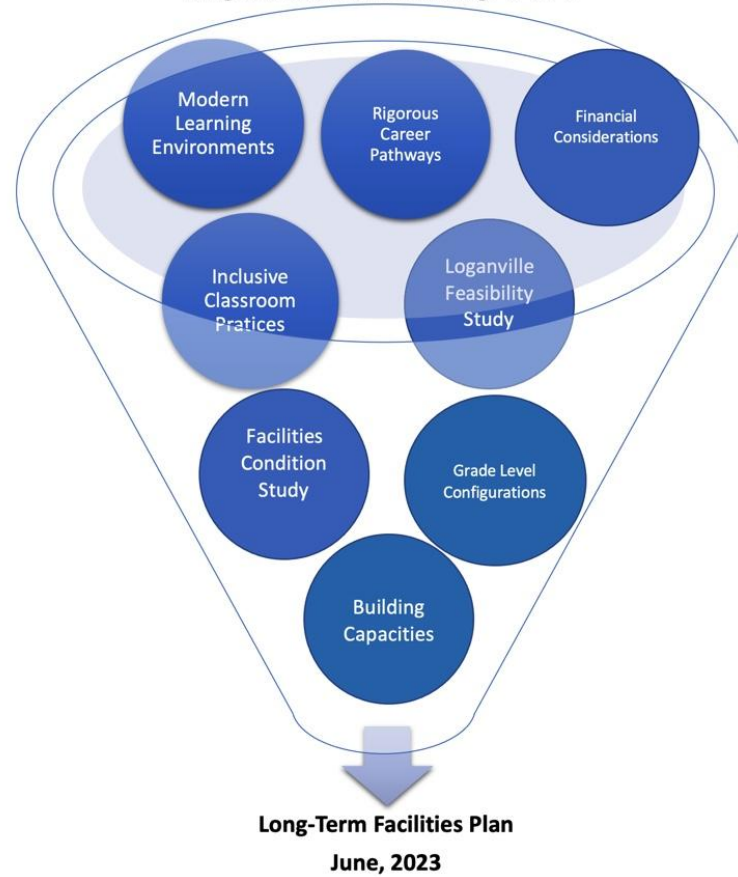 Modern
Learning
Environments
Rigorous
Career
Pathways
Financial
Considerations
Inclusive
Classroom
Pratices
Loganville
Feasibility
Study
Facilities
Condition
Study
Grade Level
Configurations
Building
Capacities
Long-Term Facilities Plan
June, 2023